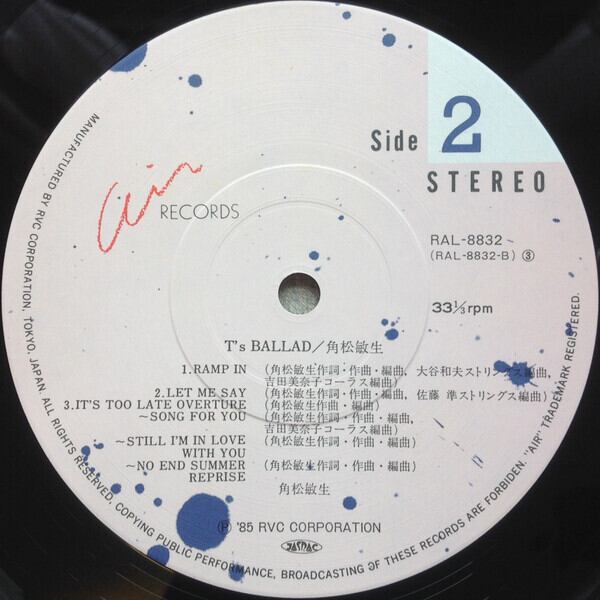 Side 2
STEREO
Air RECORDS
RAL-8832
(RAL-8832-B) ③
33⅓rpm
T's BALLAD/角松敏生
1.RAMP IN (角松敏生作詞・作曲・編曲, 大谷和夫ストリングス編曲,
吉田美奈子コーラス編曲)
2.LET ME SAY (角松敏生作詞・作曲・編曲, 佐藤 準ストリングス編曲)
3.IT'S TOO LATE OVERTURE (角松敏生作曲・編曲)
~SONG FOR YOU (角松敏生作詞・作曲・編曲,
吉田美奈子コーラス編曲)
~STILL I'M IN LOVE (角松敏生作詞・作曲・編曲)
WITH YOU
~NO END SUMMER (角松敏生作詞・作曲・編曲)
REPRISE
角松敏生
Ⓟ '85 RVC CORPORATION
JASRAC
MANUFACTURED BY RVC CORPORATION, TOKYO, JAPAN. ALL RIGHTS RESERVED, COPYING PUBLIC PERFORMANCE, BROADCASTING OF THESE RECORDS ARE FORBIDDEN. "AIR" TRADEMARK REGISTERED.